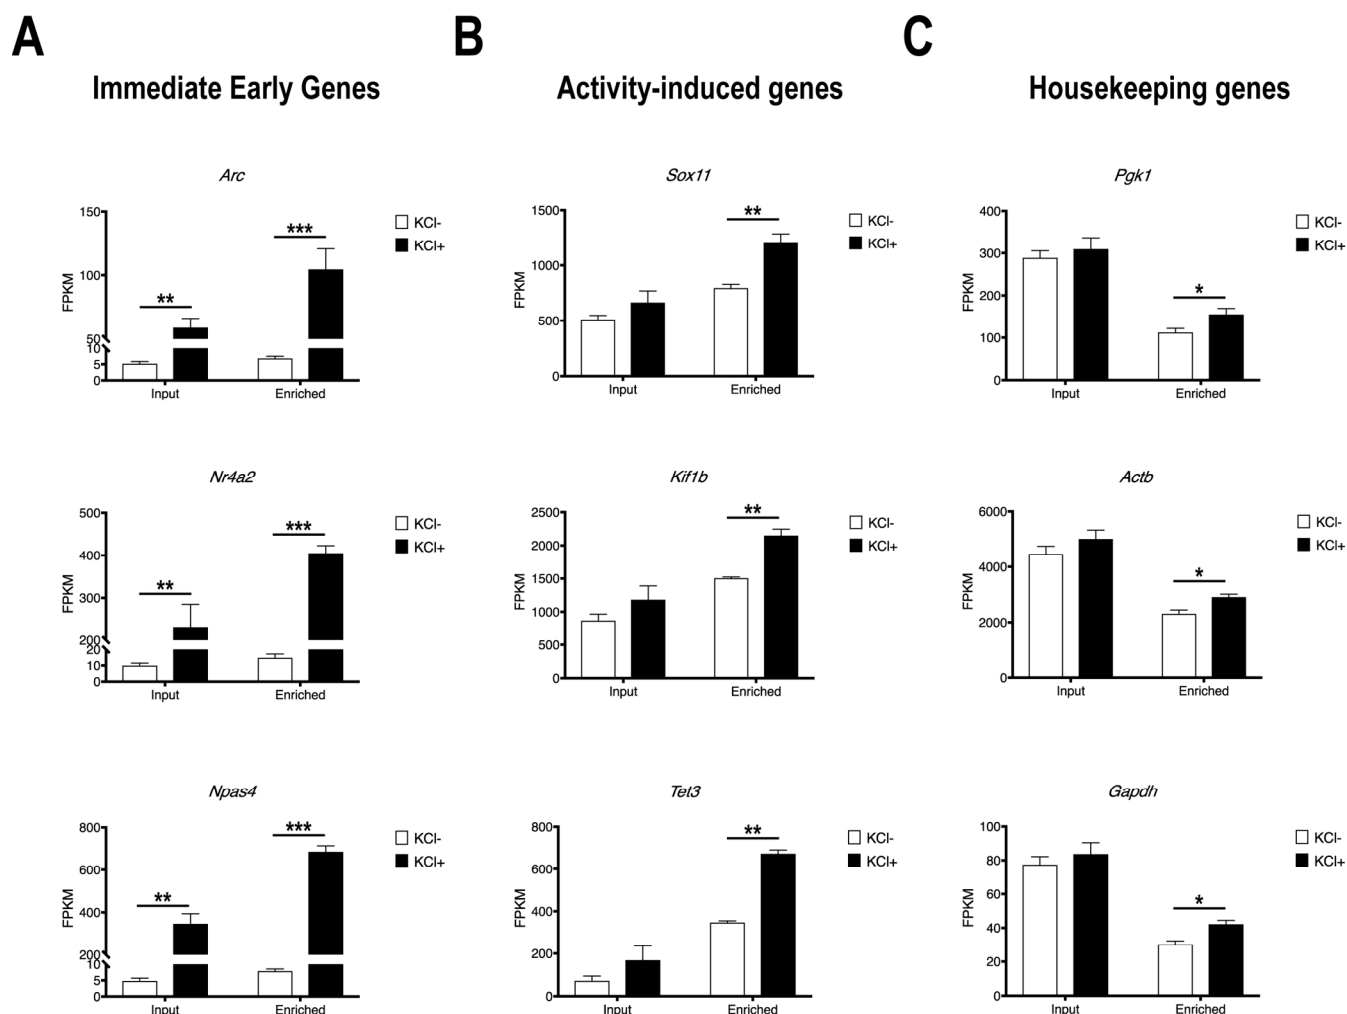 A
Immediate Early Genes
B
Activity-induced genes
C
Housekeeping genes
Arc
150
100
50
10
5
0
FPKM
**
***
Input
Enriched
KCl-
KCl+
Sox11
1500
1000
500
0
FPKM
**
Input
Enriched
KCl-
KCl+
Pgk1
400
300
200
100
0
FPKM
*
Input
Enriched
KCl-
KCl+
Nr4a2
500
400
300
200
20
10
0
FPKM
**
***
Input
Enriched
KCl-
KCl+
Kif1b
2500
2000
1500
1000
500
0
FPKM
**
Input
Enriched
KCl-
KCl+
Actb
6000
4000
2000
0
FPKM
*
Input
Enriched
KCl-
KCl+
Npas4
800
600
400
200
10
5
0
FPKM
**
***
Input
Enriched
KCl-
KCl+
Tet3
800
600
400
200
0
FPKM
**
Input
Enriched
KCl-
KCl+
Gapdh
100
80
60
40
20
0
FPKM
*
Input
Enriched
KCl-
KCl+